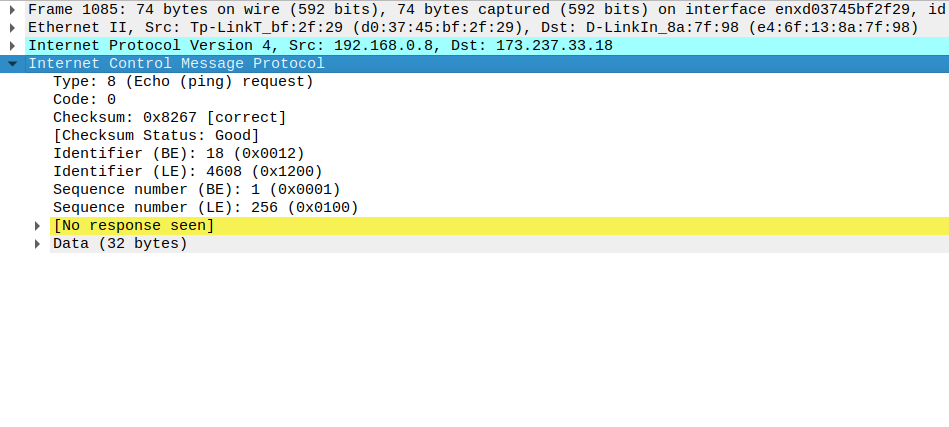 Frame 1085: 74 bytes on wire (592 bits), 74 bytes captured (592 bits) on interface enxd03745bf2f29, id
Ethernet II, Src: Tp-LinkT_bf:2f:29 (d0:37:45:bf:2f:29), Dst: D-LinkIn_8a:7f:98 (e4:6f:13:8a:7f:98)
Internet Protocol Version 4, Src: 192.168.0.8, Dst: 173.237.33.18
Internet Control Message Protocol
Type: 8 (Echo (ping) request)
Code: 0
Checksum: 0x8267 [correct]
[Checksum Status: Good]
Identifier (BE): 18 (0x0012)
Identifier (LE): 4608 (0x1200)
Sequence number (BE): 1 (0x0001)
Sequence number (LE): 256 (0x0100)
[No response seen]
Data (32 bytes)